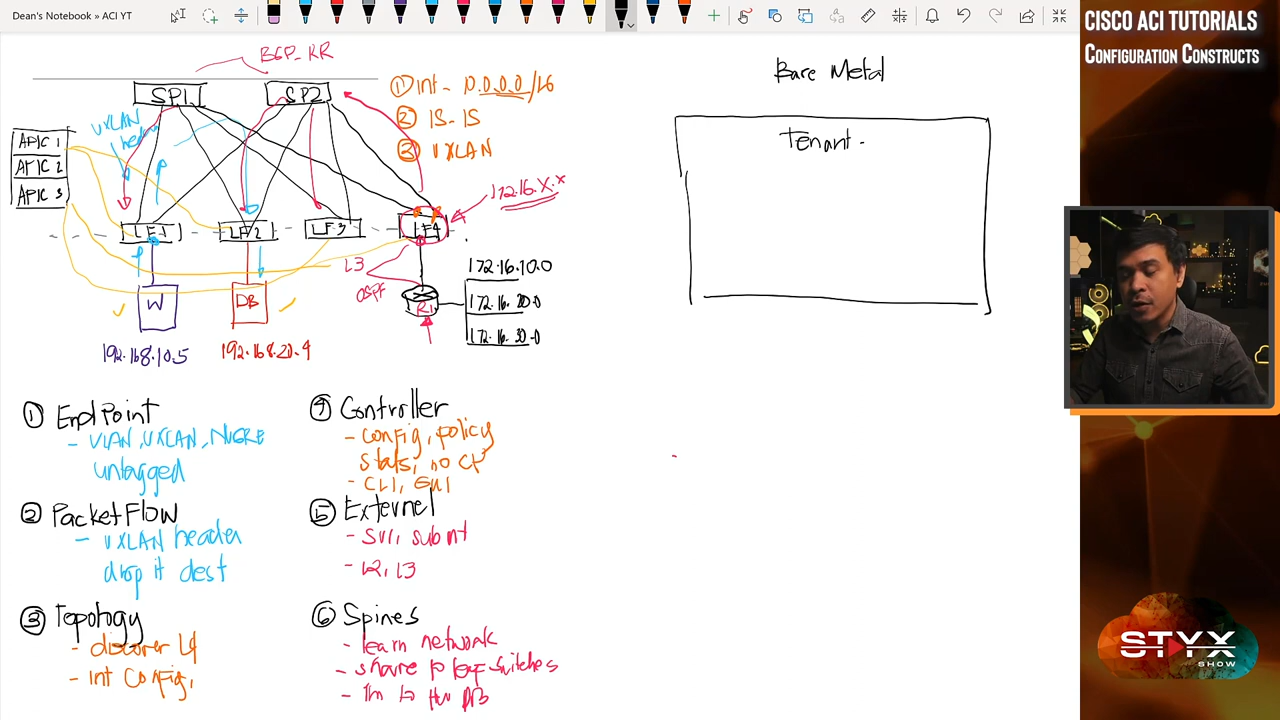 Dean's Notebook » ACI YT
CISCO ACI TUTORIALS
CONFIGURATION CONSTRUCTS
BGP_RR
SP1
SP2
① Int - 10.0.0.0/16
② IS-IS
③ VXLAN
VXLAN
APIC 1
APIC 2
APIC 3
172.16.X.X
LF1
LF2
LF3
LF4
L3
OSPF
W
DB
R1
172.16.10.0
172.16.20.0
172.16.30.0
192.168.10.5
192.168.20.4
① EndPoint
- VLAN, VXLAN, NVGRE
untagged
② Packet Flow
- VXLAN header
drop it dest
③ Topology
- discover
- int config,
④ Controller
- config, policy
stats, no CP
- CLI, GUI
⑤ External
- SVI, subint
- L2, L3
⑥ Spines
- learn network
- share to leaf switches
Bare Metal
Tenant -
STYX
SHOW